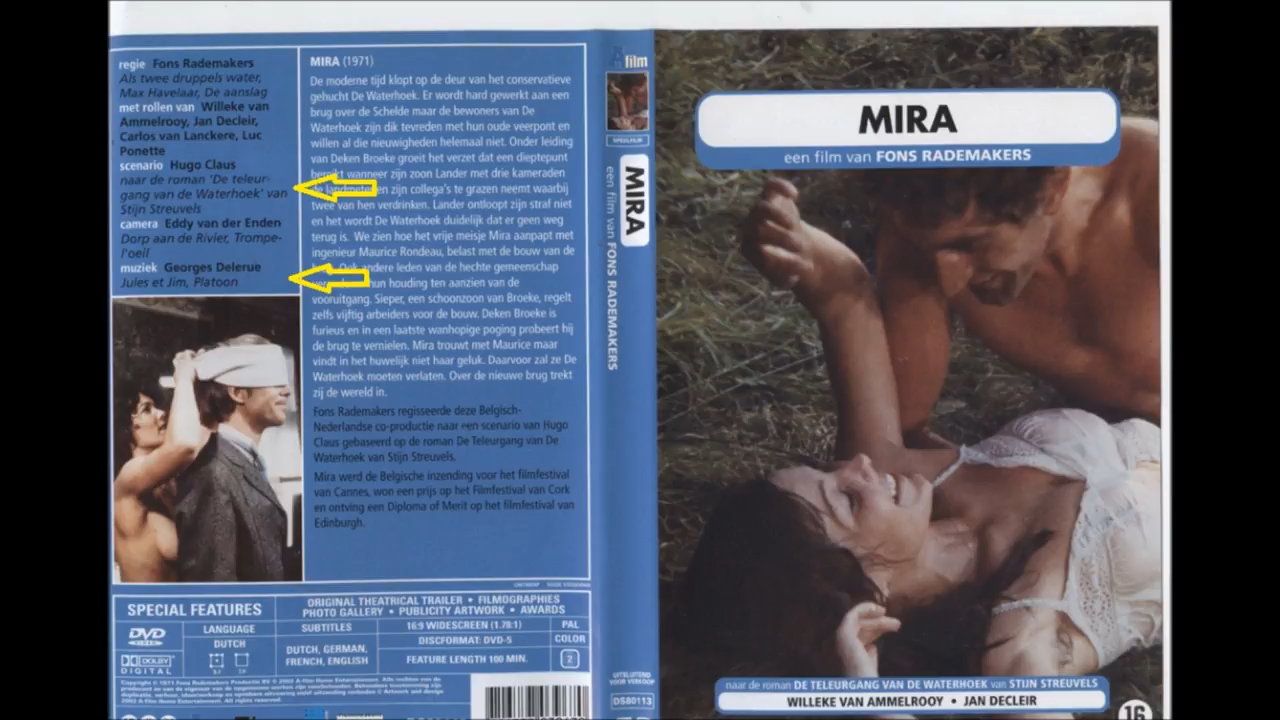 regie Fons Rademakers
Als twee druppels water,
Max Havelaar, De aanslag
met rollen van Willeke van
Ammelrooy, Jan Decleir,
Carlos van Lanckere, Luc
Ponette
scenario Hugo Claus
naar de roman 'De teleur-
gang van de Waterhoek' van
Stijn Streuvels
camera Eddy van der Enden
Dorp aan de Rivier, Trompe-
l'oeil
muziek Georges Delerue
Jules et Jim, Platoon
MIRA (1971)
De moderne tijd klopt op de deur van het conservatieve
gehucht De Waterhoek. Er wordt hard gewerkt aan een
brug over de Schelde maar de bewoners van De
Waterhoek zijn dik tevreden met hun oude veerpont en
willen al die nieuwigheden helemaal niet. Onder leiding
van Deken Broeke groeit het verzet dat een dieptepunt
bereikt wanneer zijn zoon Lander met drie kameraden
de landmeter en zijn collega's te grazen neemt waarbij
twee van hen verdrinken. Lander ontloopt zijn straf niet
en het wordt De Waterhoek duidelijk dat er geen weg
terug is. We zien hoe het vrije meisje Mira aanpapt met
ingenieur Maurice Rondeau, belast met de bouw van de
Ook andere leden van de hechte gemeenschap
hun houding ten aanzien van de
vooruitgang. Sieper, een schoonzoon van Broeke, regelt
zelfs vijftig arbeiders voor de bouw. Deken Broeke is
furieus en in een laatste wanhopige poging probeert hij
de brug te vernielen. Mira trouwt met Maurice maar
vindt in het huwelijk niet haar geluk. Daarvoor zal ze De
Waterhoek moeten verlaten. Over de nieuwe brug trekt
zij de wereld in.
Fons Rademakers regisseerde deze Belgisch-
Nederlandse co-productie naar een scenario van Hugo
Claus gebaseerd op de roman De Teleurgang van De
Waterhoek van Stijn Streuvels.
Mira werd de Belgische inzending voor het filmfestival
van Cannes, won een prijs op het Filmfestival van Cork
en ontving een Diploma of Merit op het filmfestival van
Edinburgh.
SPECIAL FEATURES
ORIGINAL THEATRICAL TRAILER • FILMOGRAPHIES
PHOTO GALLERY • PUBLICITY ARTWORK • AWARDS
DVD
VIDEO
DOLBY
DIGITAL
LANGUAGE
DUTCH
SUBTITLES
DUTCH, GERMAN,
FRENCH, ENGLISH
16:9 WIDESCREEN (1.78:1)
DISCFORMAT: DVD-5
FEATURE LENGTH 100 MIN.
PAL
COLOR
2
film
SPEELFILM
MIRA
een film van FONS RADEMAKERS
UITSLUITEND
VOOR VERKOOP
DS80113
MIRA
een film van FONS RADEMAKERS
naar de roman DE TELEURGANG VAN DE WATERHOEK van STIJN STREUVELS
WILLEKE VAN AMMELROOY • JAN DECLEIR
16